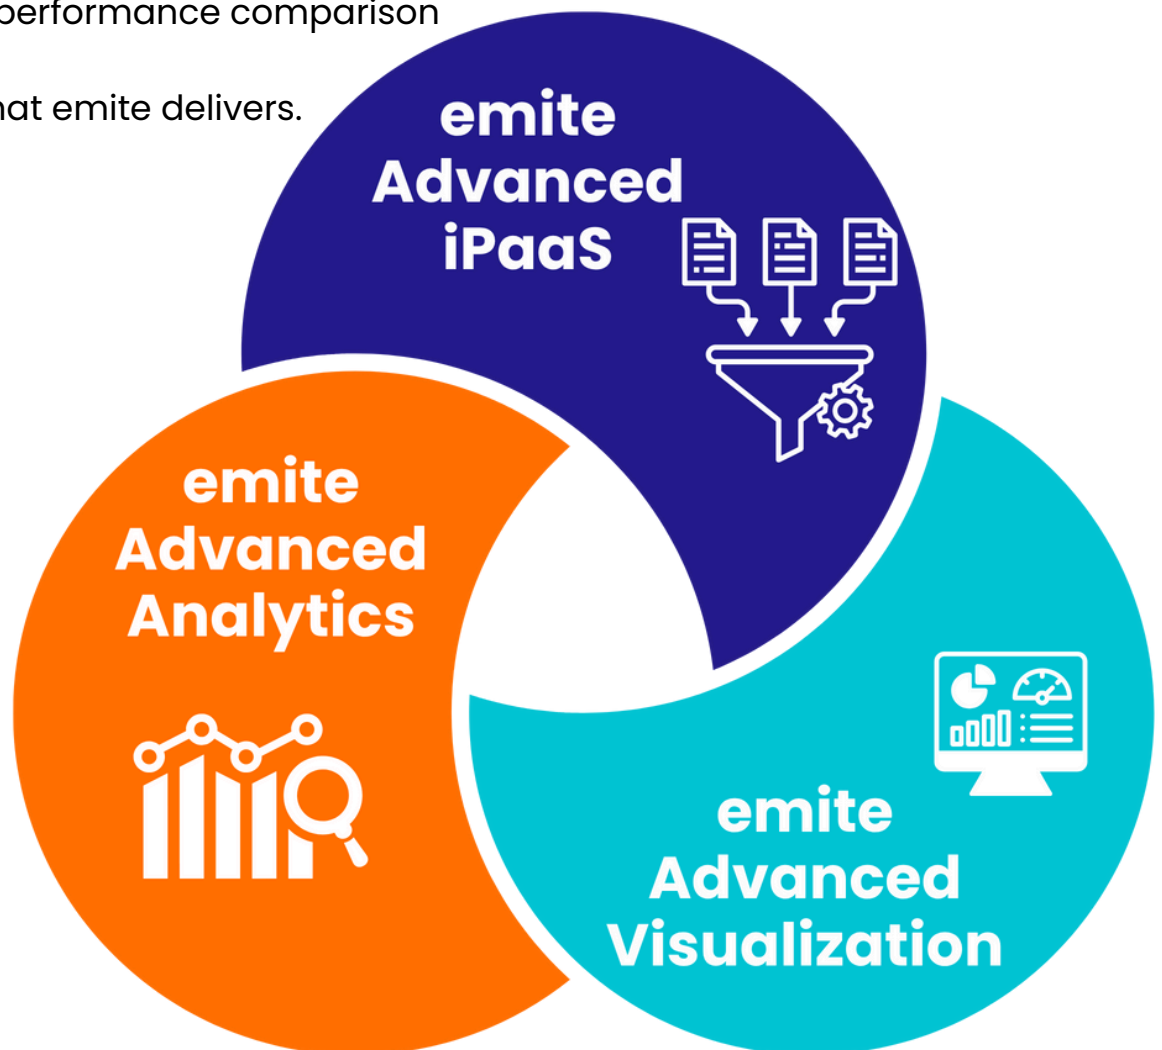 performance comparison
hat emite delivers.
emite
Advanced
iPaaS
emite
Advanced
Analytics
emite
Advanced
Visualization